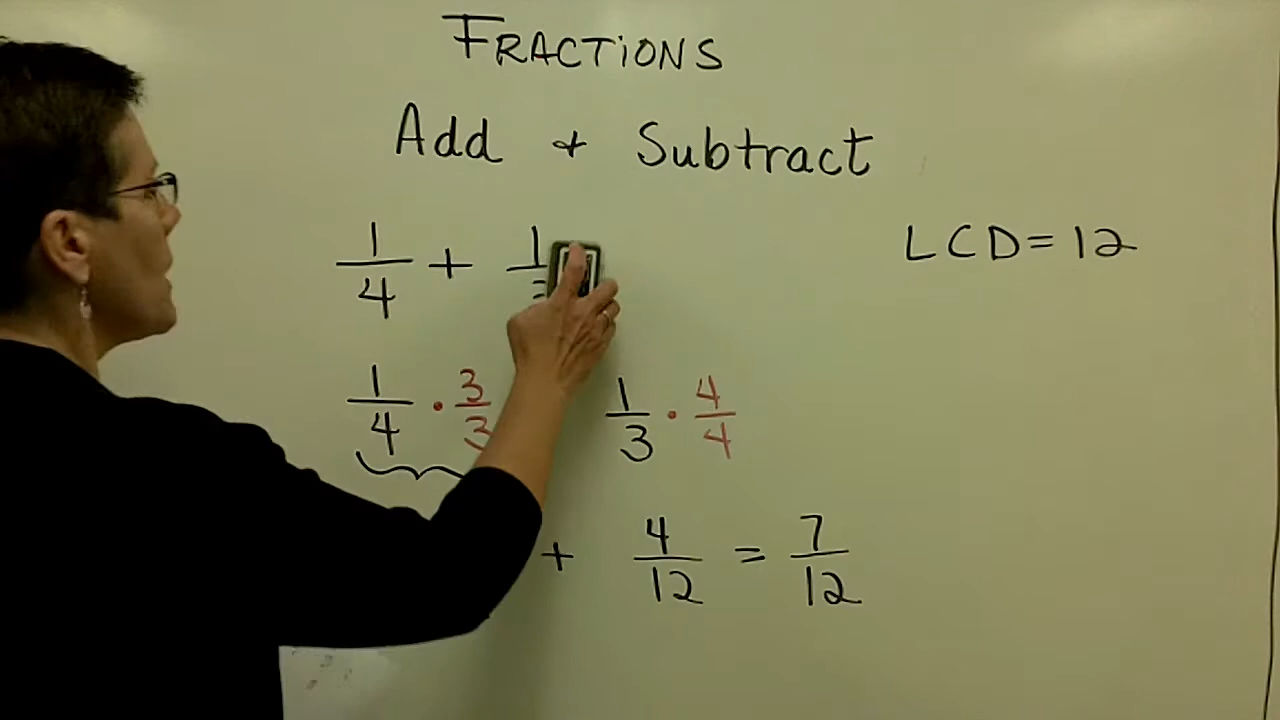 FRACTIONS
Add + Subtract
1/4 + 1/
LCD = 12
1/4 · 3/3 1/3 · 4/4
+ 4/12 = 7/12